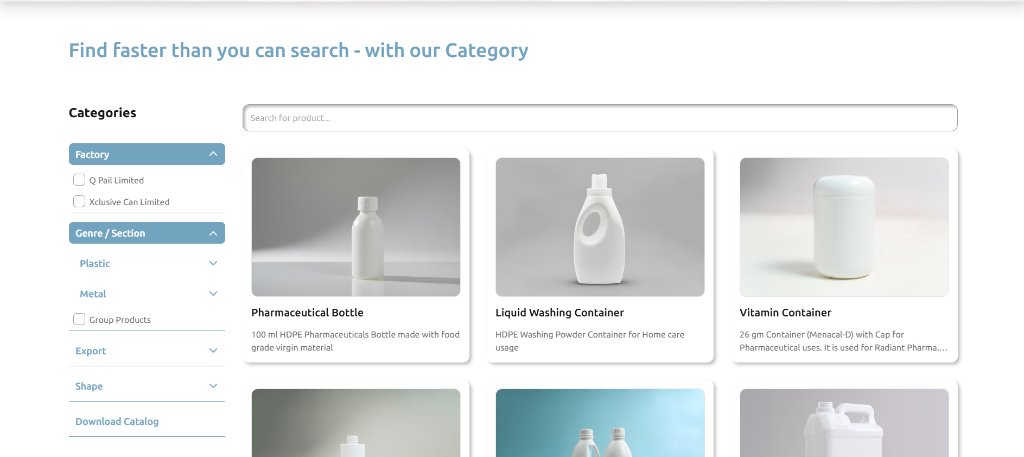 Find faster than you can search - with our Category
Categories
Search for product...
Factory
Q Pail Limited
Xclusive Can Limited
Genre / Section
Plastic
Metal
Group Products
Export
Shape
Download Catalog
Pharmaceutical Bottle
100 ml HDPE Pharmaceuticals Bottle made with food
grade virgin material
Liquid Washing Container
HDPE Washing Powder Container for Home care
usage
Vitamin Container
26 gm Container (Menacal-D) with Cap for
Pharmaceutical uses. It is used for Radiant Pharma....